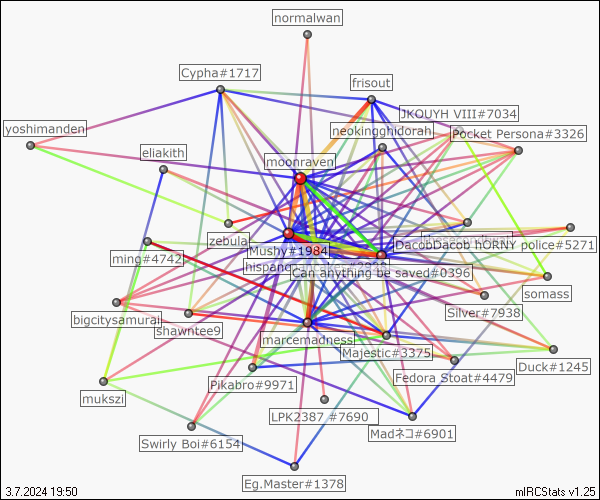 normalwan
Cypha#1717
frisout
JKOUYH VIII#7034
yoshimanden
neokingghidorah
Pocket Persona#3326
eliakith
moonraven
zebula
Mushy#1984
DacobDacob hORNY police#5271
ming#4742
hispanic
Can anything be saved#0396
somass
bigcitysamurai
shawntee9
Silver#7938
marcemadness
Majestic#3375
Duck#1245
Pikabro#9971
Fedora Stoat#4479
mukszi
LPK2387 #7690
Swirly Boi#6154
Madネコ#6901
Eg.Master#1378
3.7.2024 19:50
mIRCStats v1.25